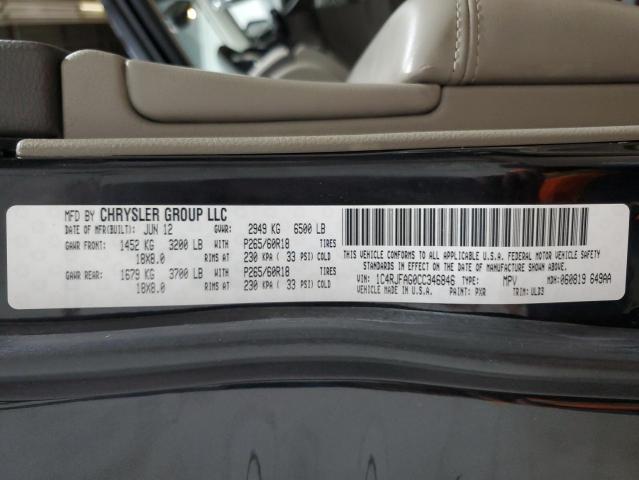 MFD BY CHRYSLER GROUP LLC
DATE OF MFR(BUILT): JUN 12 GVWR: 2949 KG 6500 LB
GAWR FRONT: 1452 KG 3200 LB WITH P265/60R18 TIRES
18X8.0 RIMS AT 230 KPA ( 33 PSI) COLD
GAWR REAR: 1679 KG 3700 LB WITH P265/60R18 TIRES
18X8.0 RIMS AT 230 KPA ( 33 PSI) COLD
THIS VEHICLE CONFORMS TO ALL APPLICABLE U.S.A. FEDERAL MOTOR VEHICLE SAFETY
STANDARDS IN EFFECT ON THE DATE OF MANUFACTURE SHOWN ABOVE.
VIN: 1C4RJFAG0CC346846 TYPE: MPV MDH: 060819 649AA
VEHICLE MADE IN U.S.A. PAINT: PXR TRIM: ULD3